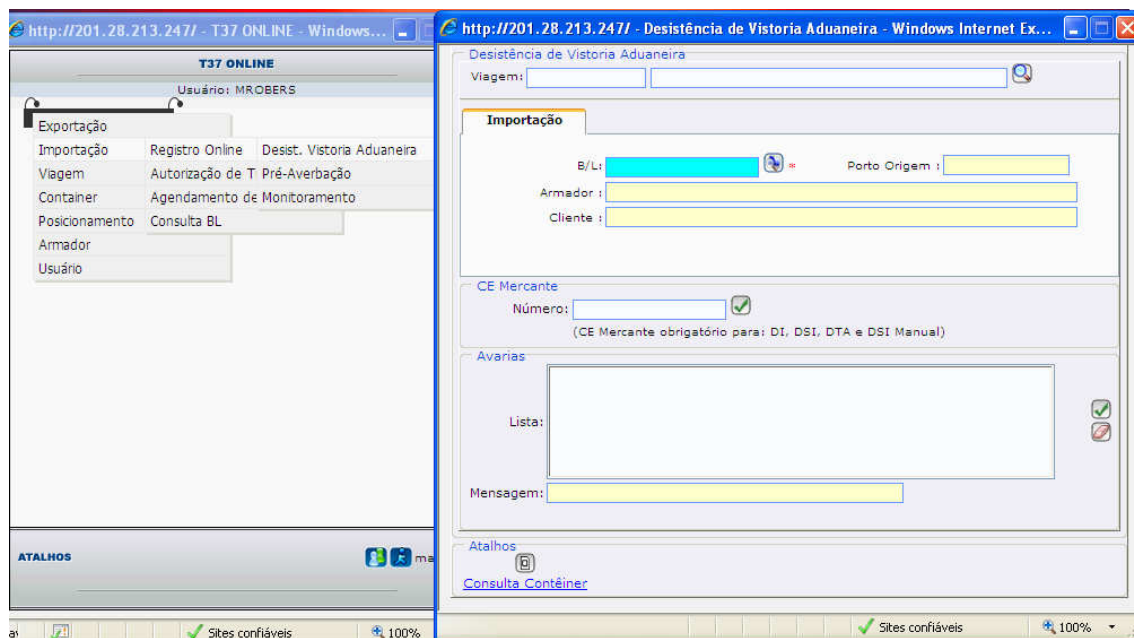 http://201.28.213.247/ - T37 ONLINE - Windows...
T37 ONLINE
Usuário: MROBERS
Exportação
Importação Registro Online Desist. Vistoria Aduaneira
Viagem Autorização de T Pré-Averbação
Container Agendamento de Monitoramento
Posicionamento Consulta BL
Armador
Usuário
ATALHOS
Sites confiáveis 100%
http://201.28.213.247/ - Desistência de Vistoria Aduaneira - Windows Internet Ex...
Desistência de Vistoria Aduaneira
Viagem:
Importação
B/L: * Porto Origem :
Armador :
Cliente :
CE Mercante
Número:
(CE Mercante obrigatório para: DI, DSI, DTA e DSI Manual)
Avarias
Lista:
Mensagem:
Atalhos
Consulta Contêiner
Sites confiáveis 100%